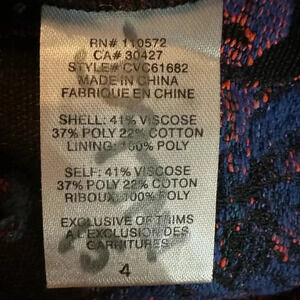 RN# 110572
CA# 30427
STYLE# CVC61682
MADE IN CHINA
FABRIQUE EN CHINE
SHELL: 41% VISCOSE
37% POLY 22% COTTON
LINING: 100% POLY
SELF: 41% VISCOSE
37% POLY 22% COTON
RIBOUX: 100% POLY
EXCLUSIVE OF TRIMS
A L'EXCLUSION DES
GARNITURES
4